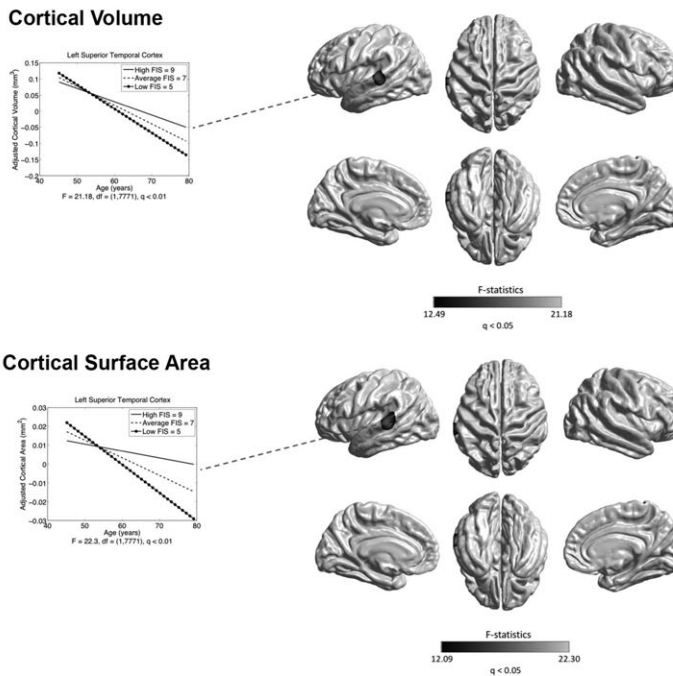 Cortical Volume
Left Superior Temporal Cortex
High FIS = 9
Average FIS = 7
Low FIS = 5
Adjusted Cortical Volume (mm³)
0.15
0.1
0.05
0
−0.05
−0.1
−0.15
−0.2
40 50 60 70 80
Age (years)
F = 21.18, df = (1,7771), q < 0.01
F-statistics
12.49 21.18
q < 0.05
Cortical Surface Area
Left Superior Temporal Cortex
High FIS = 9
Average FIS = 7
Low FIS = 5
Adjusted Cortical Area (mm²)
0.03
0.02
0.01
0
−0.01
−0.02
−0.03
40 50 60 70 80
Age (years)
F = 22.3, df = (1,7771), q < 0.01
F-statistics
12.09 22.30
q < 0.05